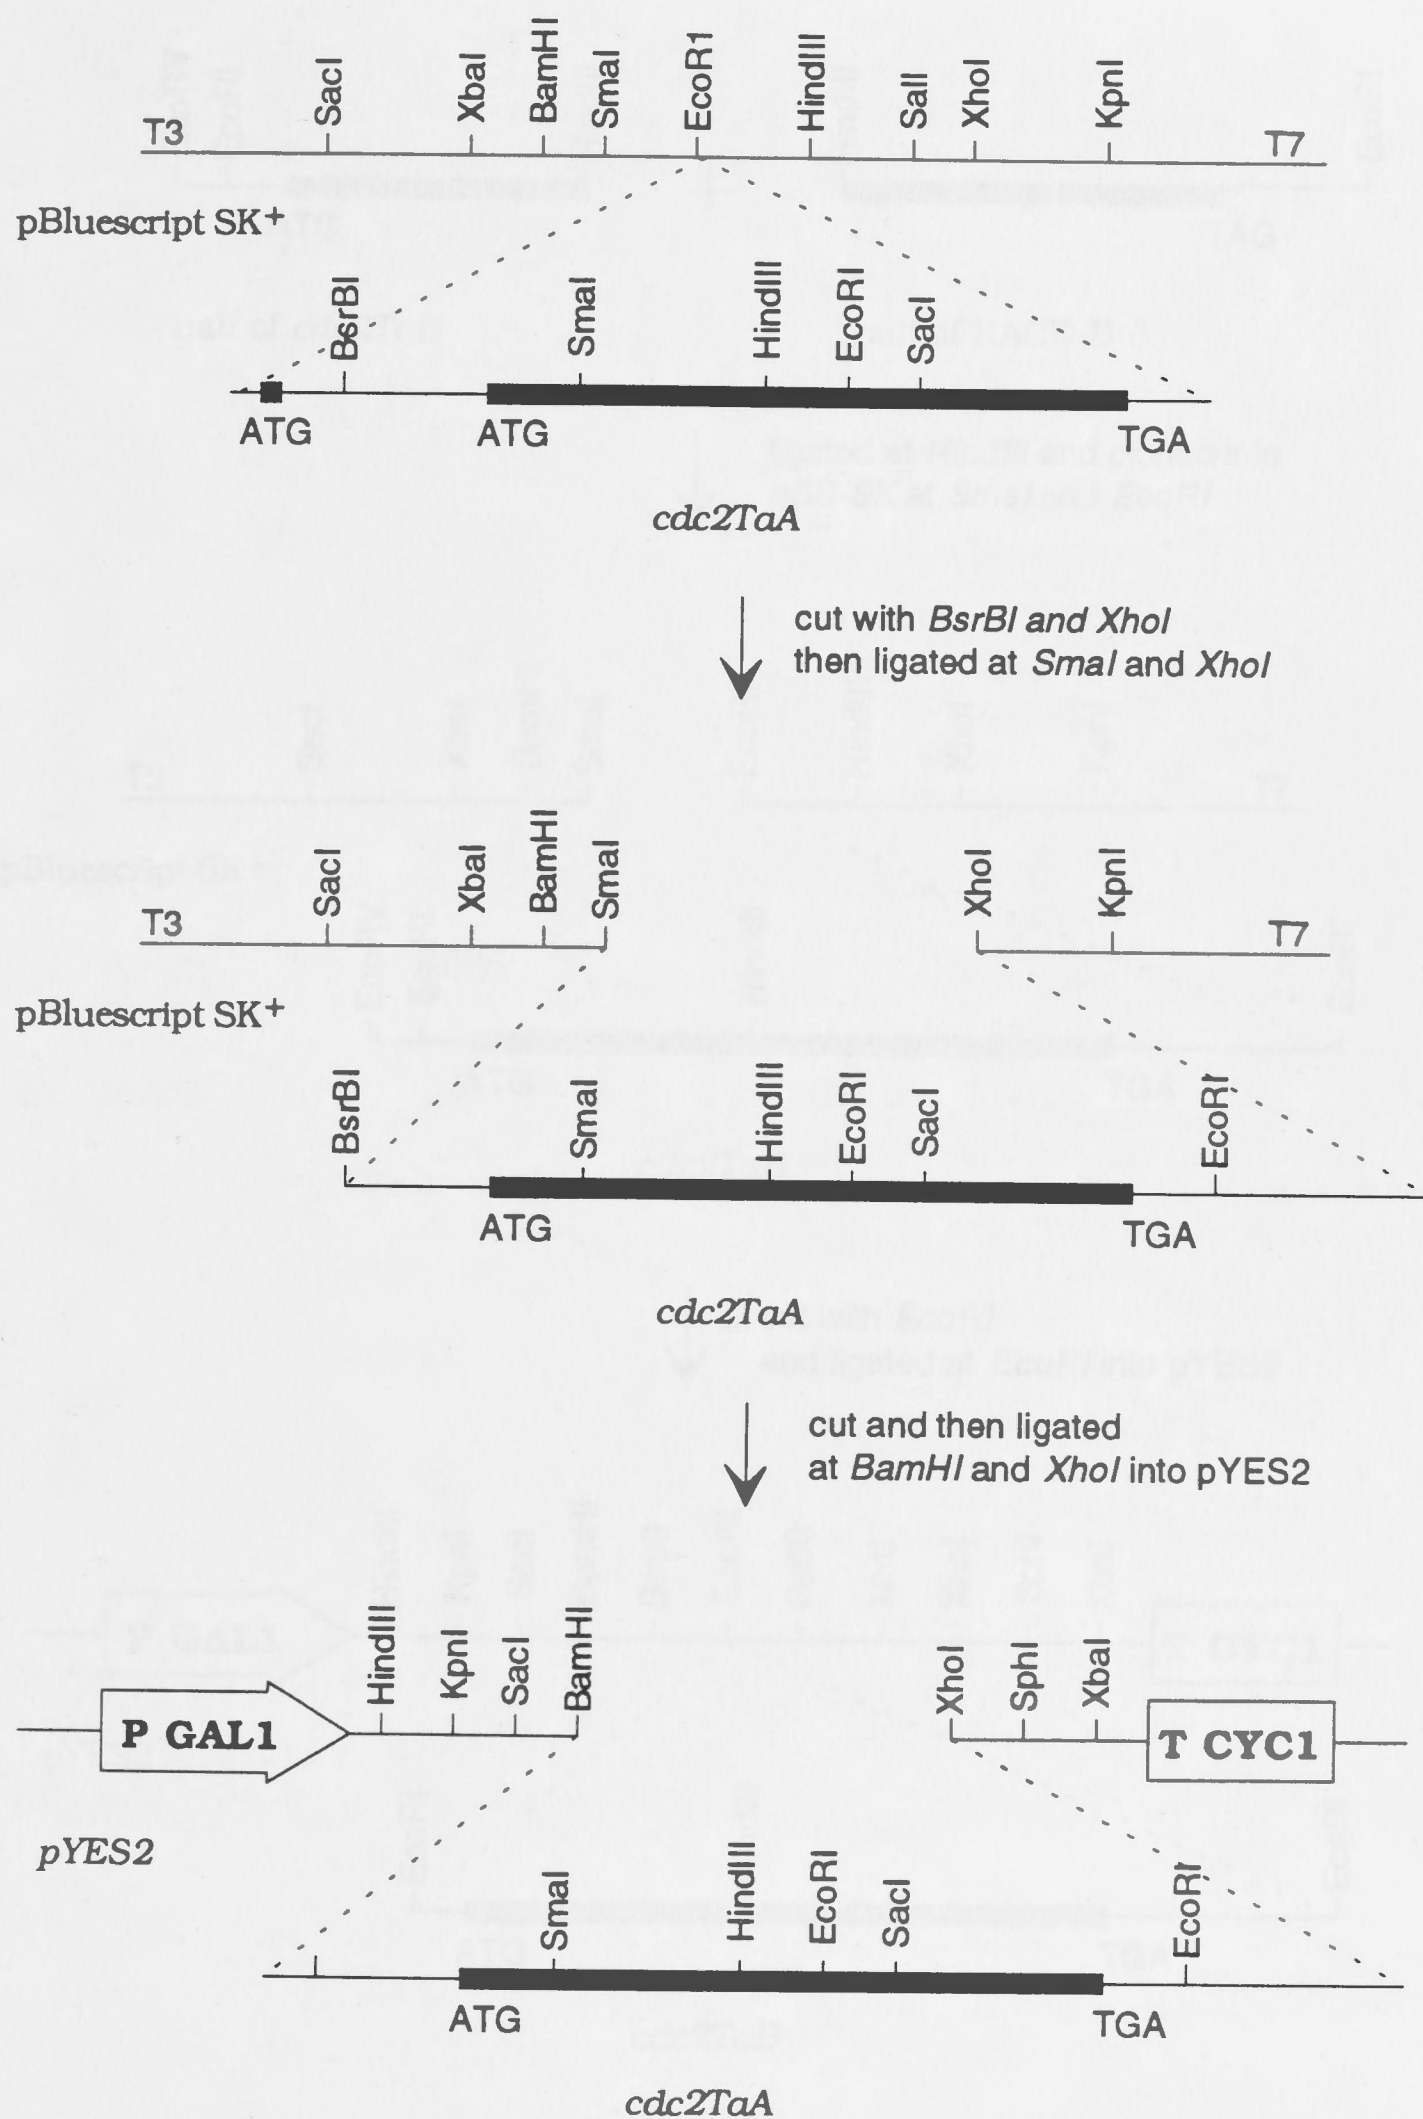 SacI XbaI BamHI SmaI EcoR1 HindIII SalI XhoI KpnI
T3 T7
pBluescript SK+
BsrBI SmaI HindIII EcoRI SacI
ATG ATG TGA
cdc2TaA
cut with BsrBI and XhoI
then ligated at SmaI and XhoI
SacI XbaI BamHI SmaI XhoI KpnI
T3 T7
pBluescript SK+
BsrBI SmaI HindIII EcoRI SacI EcoRI
ATG TGA
cdc2TaA
cut and then ligated
at BamHI and XhoI into pYES2
HindIII KpnI SacI BamHI XhoI SphI XbaI
P GAL1 T CYC1
pYES2
SmaI HindIII EcoRI SacI EcoRI
ATG TGA
cdc2TaA